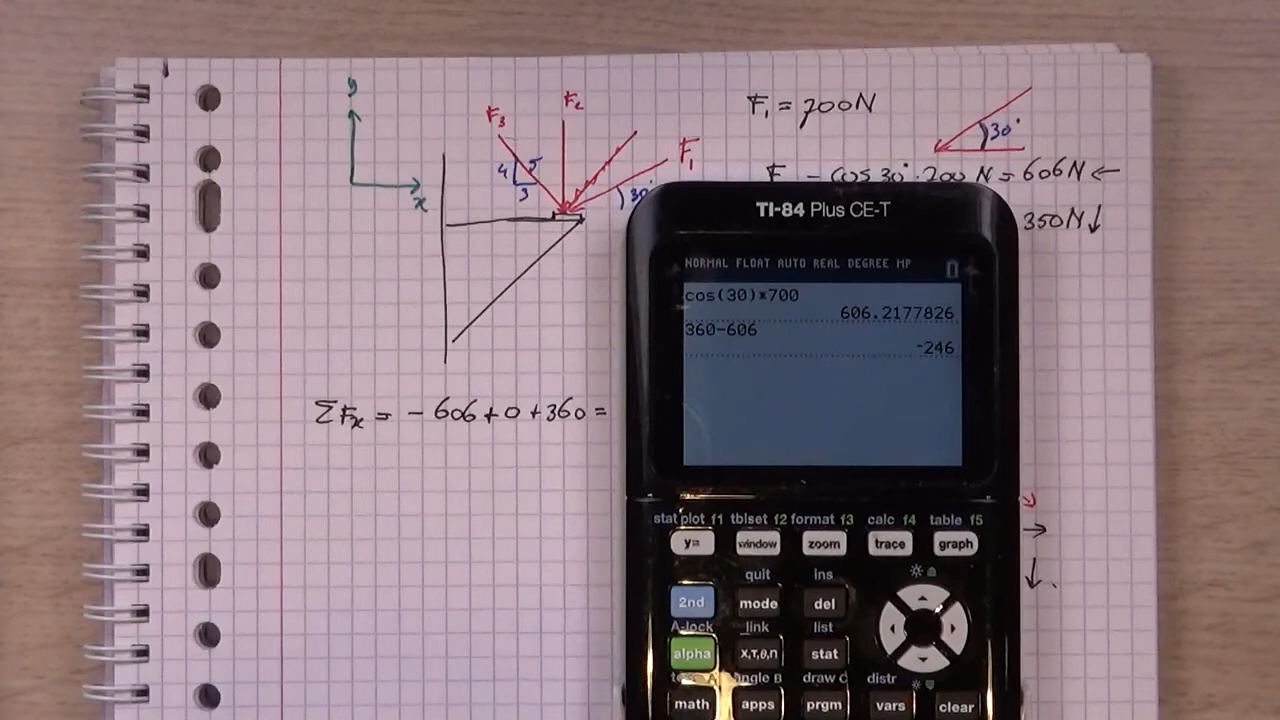 y
x
F3
F2
F1
4
5
3
30°
F1 = 700N
30°
F = cos 30° · 700 N = 606N ←
350N ↓
ΣFx = - 606 + 0 + 360 =
→
↓ .
TI-84 Plus CE-T
NORMAL FLOAT AUTO REAL DEGREE MP
cos(30)*700
606.2177826
360-606
-246
stat plot f1 tblset f2 format f3 calc f4 table f5
y= window zoom trace graph
quit ins
2nd mode del
A-lock link list
alpha X,T,θ,n stat
angle B draw C distr
math apps prgm vars clear